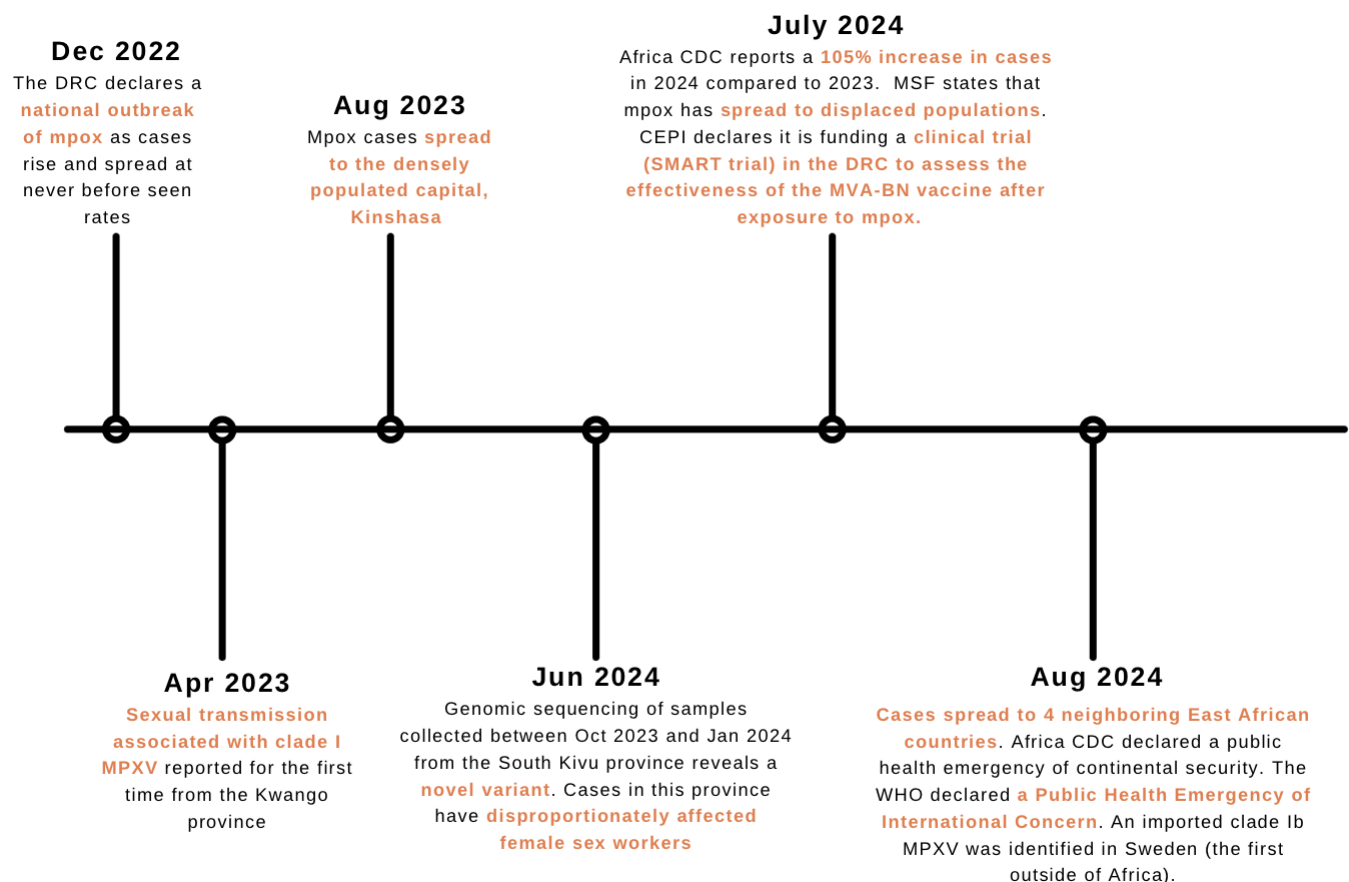 Dec 2022
The DRC declares a
national outbreak
of mpox as cases
rise and spread at
never before seen
rates
Apr 2023
Sexual transmission
associated with clade I
MPXV reported for the first
time from the Kwango
province
Aug 2023
Mpox cases spread
to the densely
populated capital,
Kinshasa
Jun 2024
Genomic sequencing of samples
collected between Oct 2023 and Jan 2024
from the South Kivu province reveals a
novel variant. Cases in this province
have disproportionately affected
female sex workers
July 2024
Africa CDC reports a 105% increase in cases
in 2024 compared to 2023.  MSF states that
mpox has spread to displaced populations.
CEPI declares it is funding a clinical trial
(SMART trial) in the DRC to assess the
effectiveness of the MVA-BN vaccine after
exposure to mpox.
Aug 2024
Cases spread to 4 neighboring East African
countries. Africa CDC declared a public
health emergency of continental security. The
WHO declared a Public Health Emergency of
International Concern. An imported clade Ib
MPXV was identified in Sweden (the first
outside of Africa).